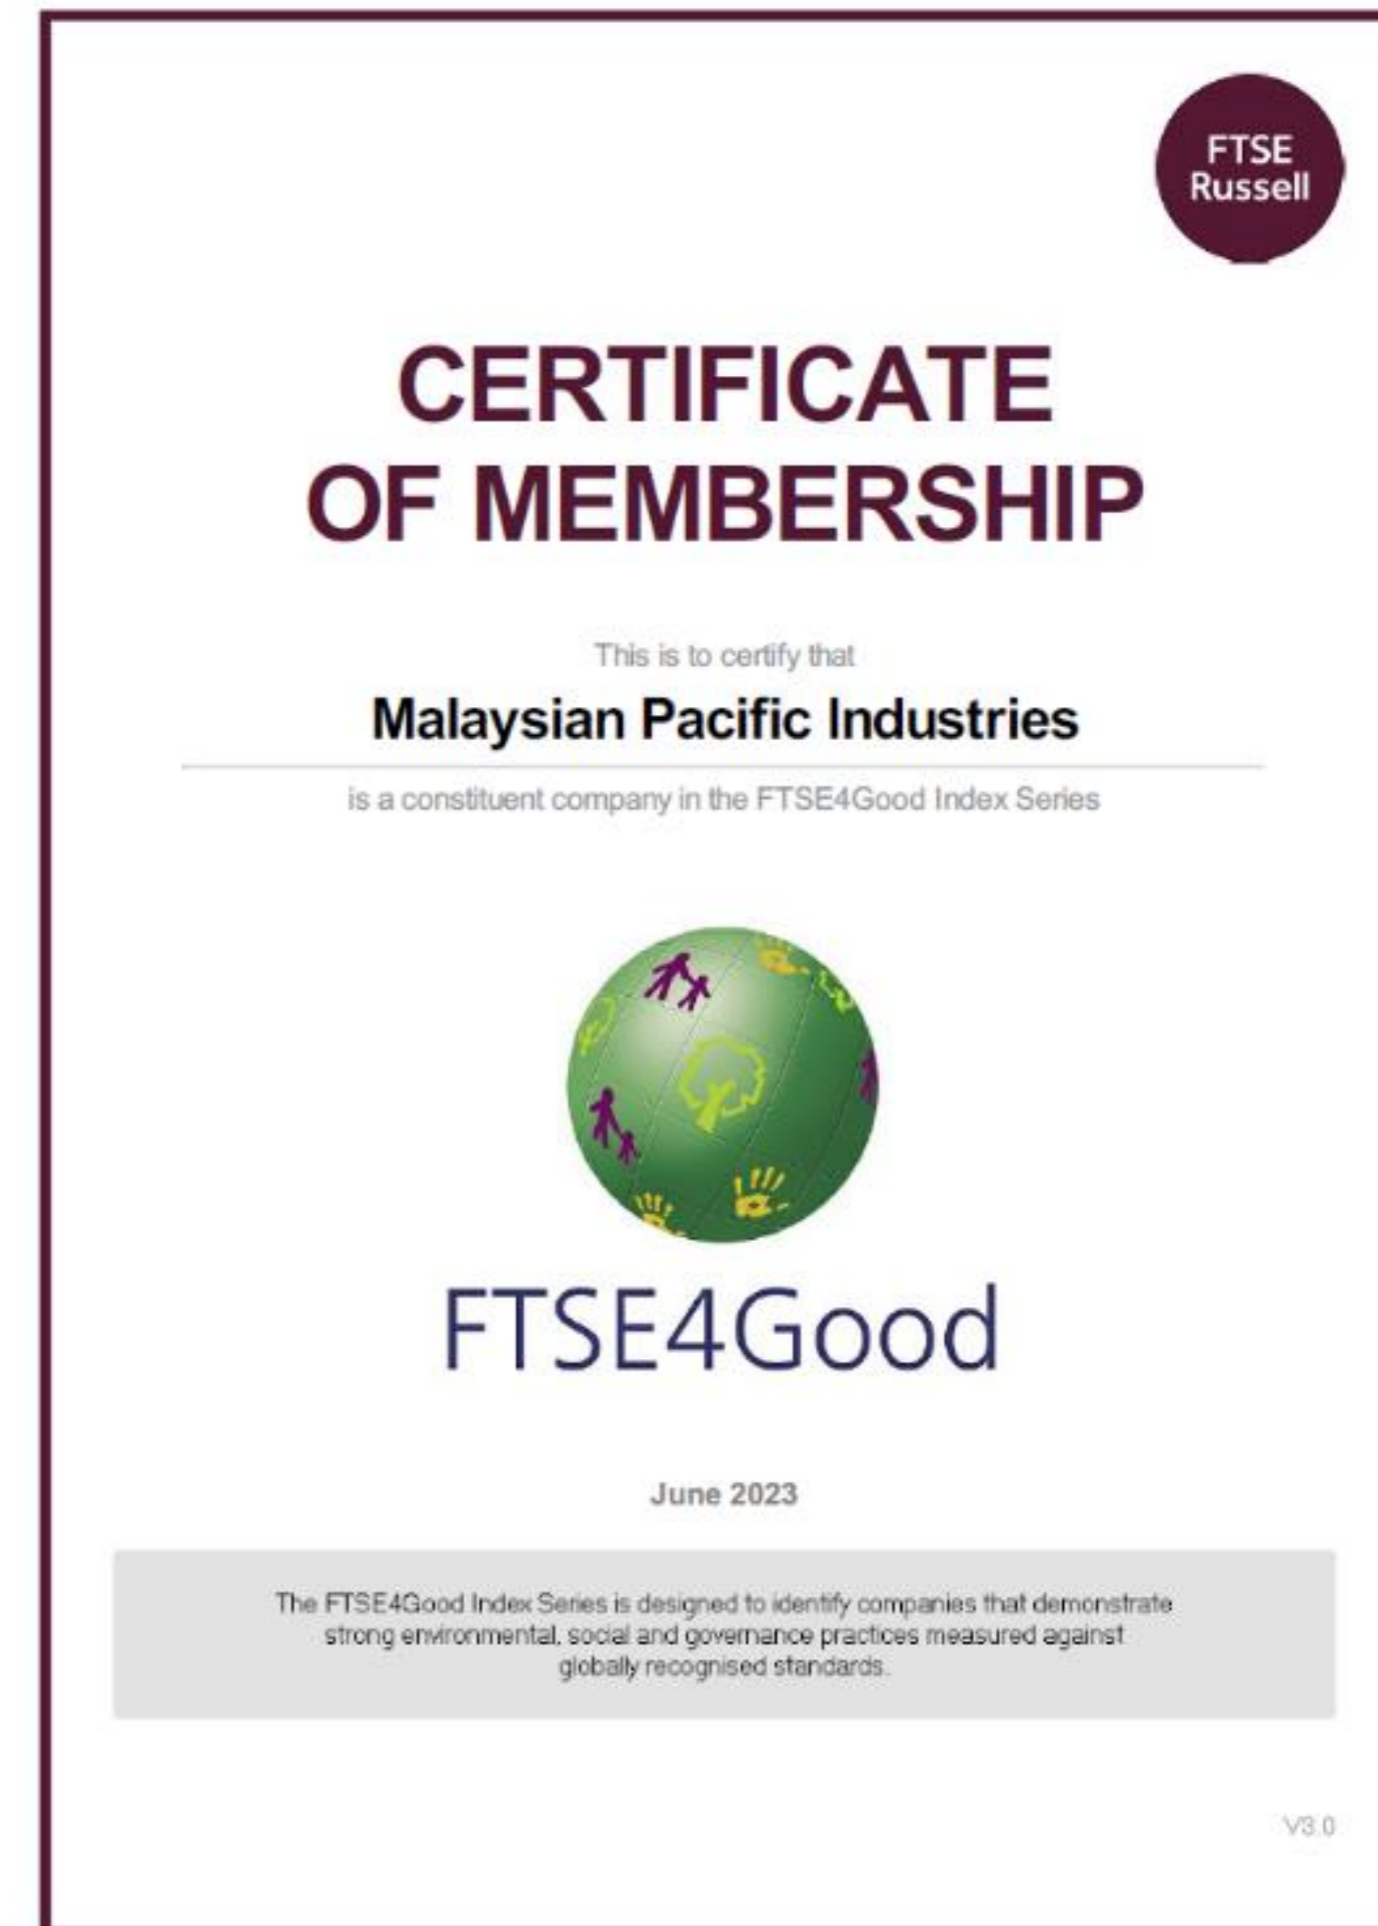 FTSE
Russell
CERTIFICATE
OF MEMBERSHIP
This is to certify that
Malaysian Pacific Industries
is a constituent company in the FTSE4Good Index Series
FTSE4Good
June 2023
The FTSE4Good Index Series is designed to identify companies that demonstrate
strong environmental, social and governance practices measured against
globally recognised standards.
V3.0